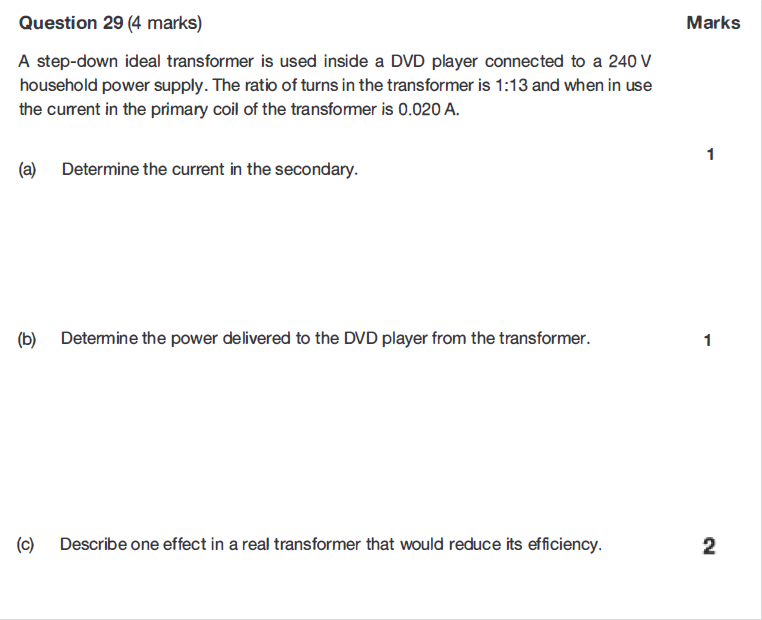 Question 29 (4 marks) Marks
A step-down ideal transformer is used inside a DVD player connected to a 240 V
household power supply. The ratio of turns in the transformer is 1:13 and when in use
the current in the primary coil of the transformer is 0.020 A.
1
(a) Determine the current in the secondary.
(b) Determine the power delivered to the DVD player from the transformer. 1
(c) Describe one effect in a real transformer that would reduce its efficiency. 2